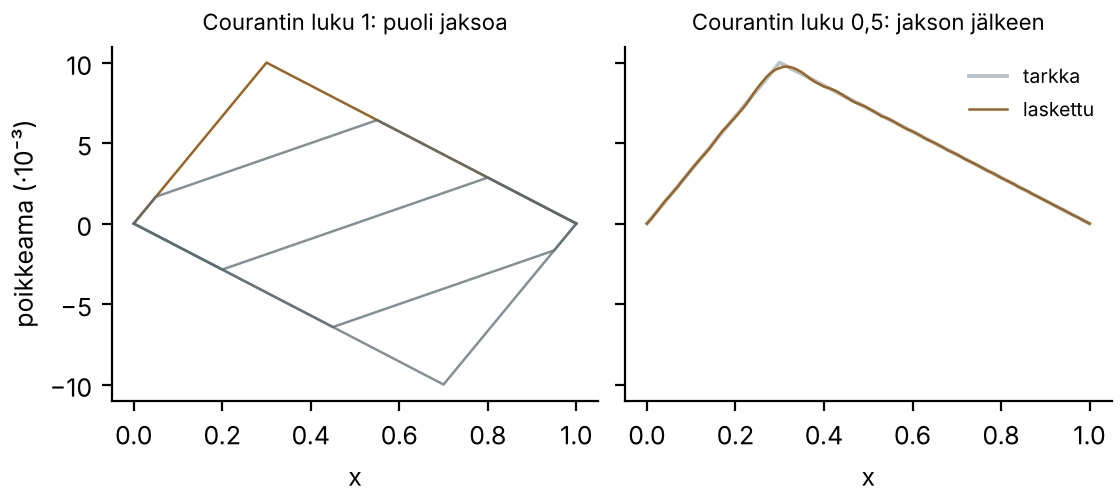 Courantin luku 1: puoli jaksoa
Courantin luku 0,5: jakson jälkeen
poikkeama (·10⁻³)
10
5
0
−5
−10
0.0 0.2 0.4 0.6 0.8 1.0
x
tarkka
laskettu
0.0 0.2 0.4 0.6 0.8 1.0
x